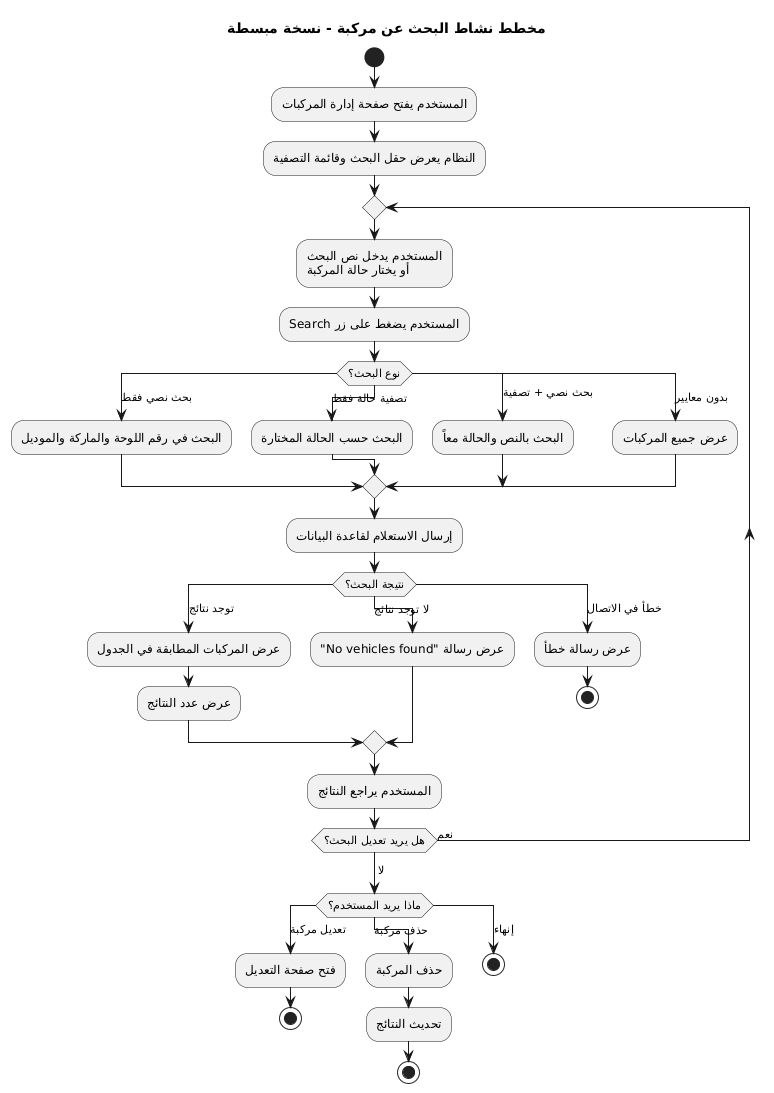 مخطط نشاط البحث عن مركبة - نسخة مبسطة
المستخدم يفتح صفحة إدارة المركبات
النظام يعرض حقل البحث وقائمة التصفية
المستخدم يدخل نص البحث
أو يختار حالة المركبة
المستخدم يضغط على زر Search
نوع البحث؟
بحث نصي فقط
تصفية حالة فقط
بحث نصي + تصفية
بدون معايير
البحث في رقم اللوحة والماركة والموديل
البحث حسب الحالة المختارة
البحث بالنص والحالة معاً
عرض جميع المركبات
إرسال الاستعلام لقاعدة البيانات
نتيجة البحث؟
توجد نتائج
لا توجد نتائج
خطأ في الاتصال
عرض المركبات المطابقة في الجدول
عرض رسالة "No vehicles found"
عرض رسالة خطأ
عرض عدد النتائج
المستخدم يراجع النتائج
هل يريد تعديل البحث؟
نعم
لا
ماذا يريد المستخدم؟
تعديل مركبة
حذف مركبة
إنهاء
فتح صفحة التعديل
حذف المركبة
تحديث النتائج